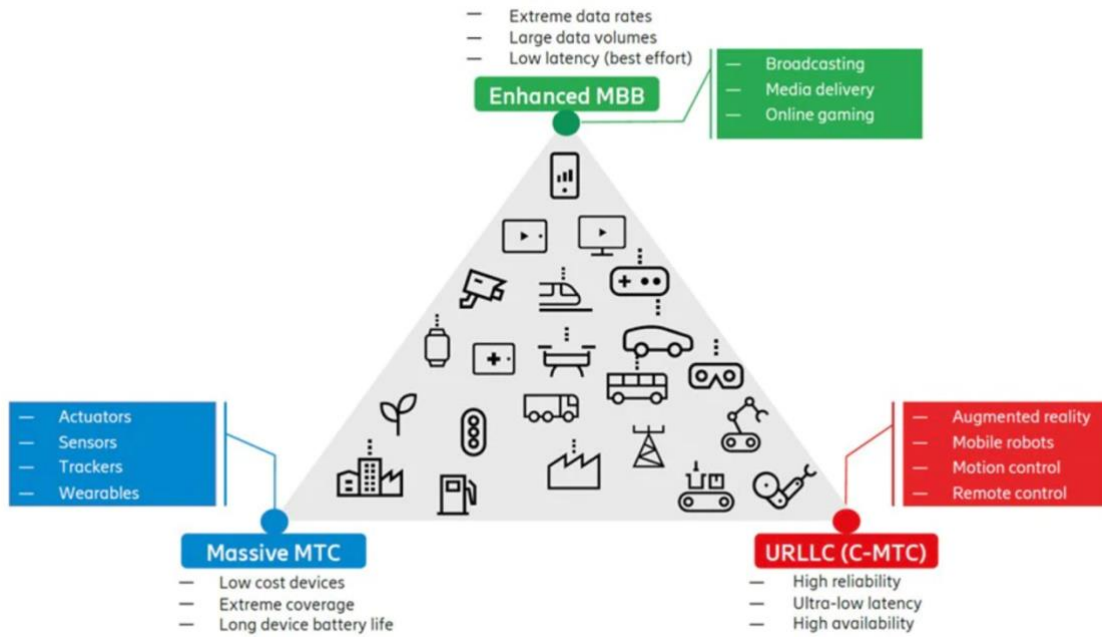 — Extreme data rates
— Large data volumes
— Low latency (best effort)
Enhanced MBB
— Broadcasting
— Media delivery
— Online gaming
— Actuators
— Sensors
— Trackers
— Wearables
— Augmented reality
— Mobile robots
— Motion control
— Remote control
Massive MTC
— Low cost devices
— Extreme coverage
— Long device battery life
URLLC (C-MTC)
— High reliability
— Ultra-low latency
— High availability